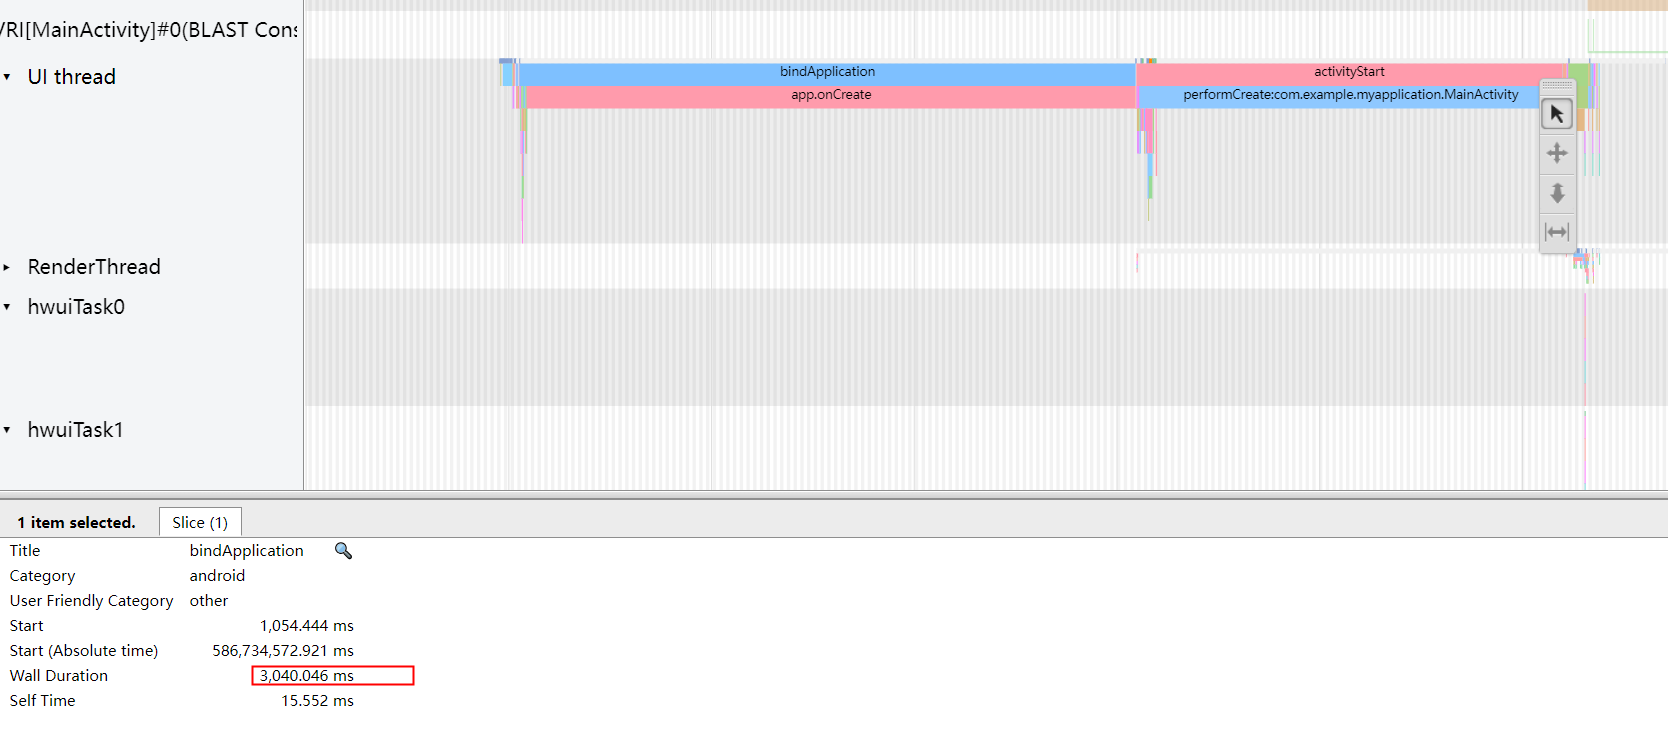 VRI[MainActivity]#0(BLAST Cons
UI thread
bindApplication
activityStart
app.onCreate
performCreate:com.example.myapplication.MainActivity
RenderThread
hwuiTask0
hwuiTask1
1 item selected.
Slice (1)
Title bindApplication
Category android
User Friendly Category other
Start 1,054.444 ms
Start (Absolute time) 586,734,572.921 ms
Wall Duration 3,040.046 ms
Self Time 15.552 ms